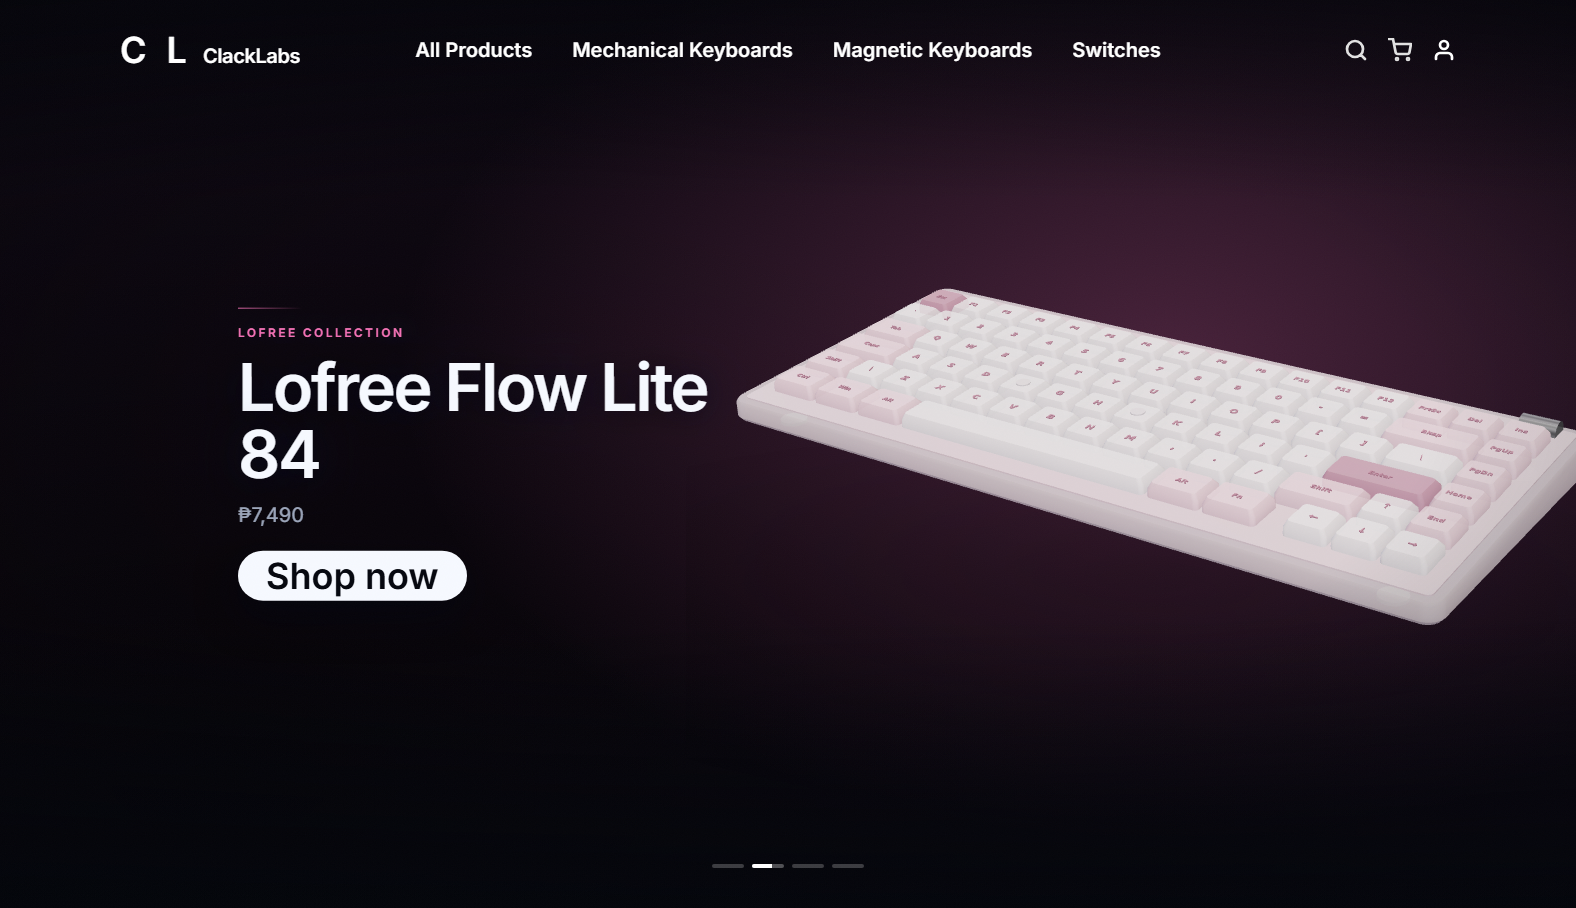 C L ClackLabs
All Products Mechanical Keyboards Magnetic Keyboards Switches
LOFREE COLLECTION
Lofree Flow Lite
84
₱7,490
Shop now